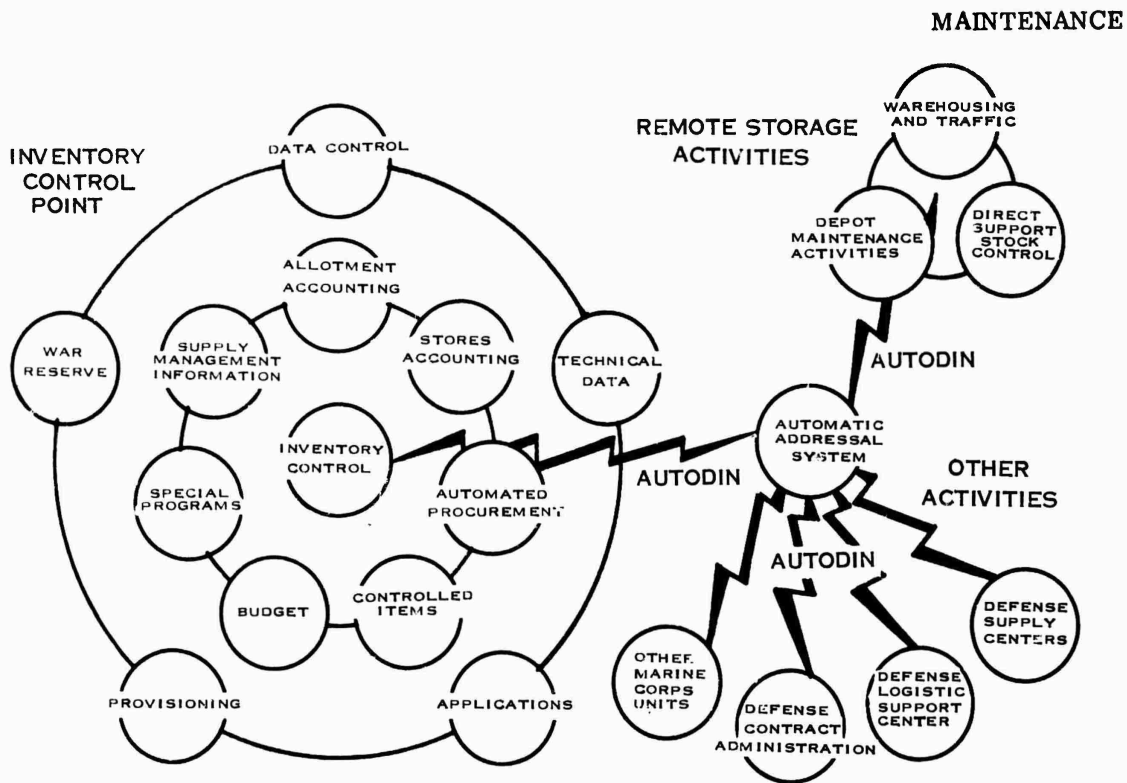 MAINTENANCE
INVENTORY
CONTROL
POINT
DATA CONTROL
ALLOTMENT
ACCOUNTING
SUPPLY
MANAGEMENT
INFORMATION
STORES
ACCOUNTING
WAR
RESERVE
TECHNICAL
DATA
INVENTORY
CONTROL
SPECIAL
PROGRAMS
AUTOMATED
PROCUREMENT
BUDGET
CONTROLLED
ITEMS
PROVISIONING
APPLICATIONS
REMOTE STORAGE
ACTIVITIES
WAREHOUSING
AND TRAFFIC
DEPOT
MAINTENANCE
ACTIVITIES
DIRECT
SUPPORT
STOCK
CONTROL
AUTODIN
AUTOMATIC
ADDRESSAL
SYSTEM
AUTODIN
OTHER
ACTIVITIES
AUTODIN
OTHER
MARINE
CORPS
UNITS
DEFENSE
CONTRACT
ADMINISTRATION
DEFENSE
LOGISTIC
SUPPORT
CENTER
DEFENSE
SUPPLY
CENTERS